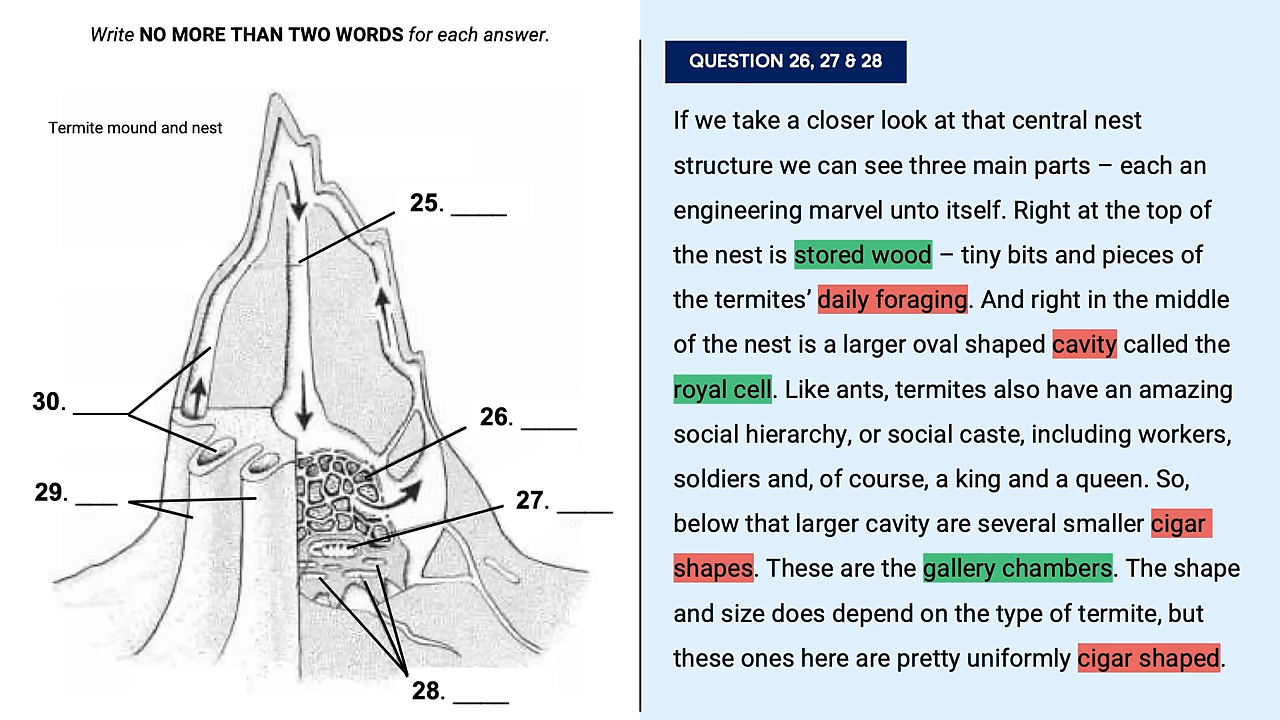 Write NO MORE THAN TWO WORDS for each answer.
Termite mound and nest
25. ____
26. ____
30. ____
29. ___
27. ____
28. ____
QUESTION 26, 27 & 28
If we take a closer look at that central nest
structure we can see three main parts – each an
engineering marvel unto itself. Right at the top of
the nest is stored wood – tiny bits and pieces of
the termites’ daily foraging. And right in the middle
of the nest is a larger oval shaped cavity called the
royal cell. Like ants, termites also have an amazing
social hierarchy, or social caste, including workers,
soldiers and, of course, a king and a queen. So,
below that larger cavity are several smaller cigar
shapes. These are the gallery chambers. The shape
and size does depend on the type of termite, but
these ones here are pretty uniformly cigar shaped.